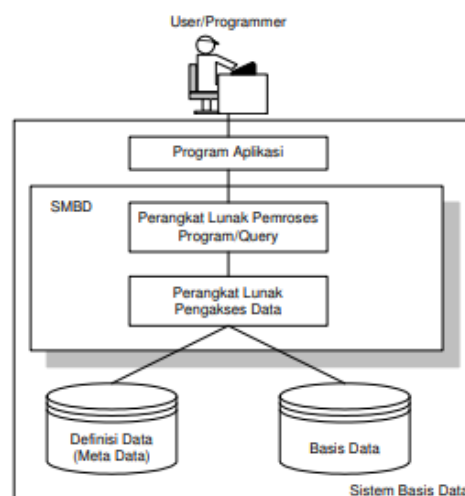 User/Programmer
Program Aplikasi
SMBD
Perangkat Lunak Pemroses
Program/Query
Perangkat Lunak
Pengakses Data
Definisi Data
(Meta Data)
Basis Data
Sistem Basis Data